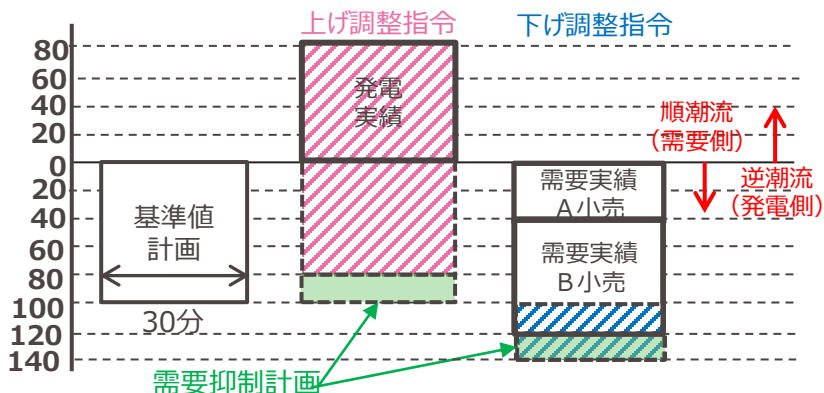 上げ調整指令
下げ調整指令
80
60
40
20
0
20
40
60
80
100
120
140
基準値
計画
30分
発電
実績
需要実績
A小売
需要実績
B小売
順潮流
(需要側)
逆潮流
(発電側)
需要抑制計画